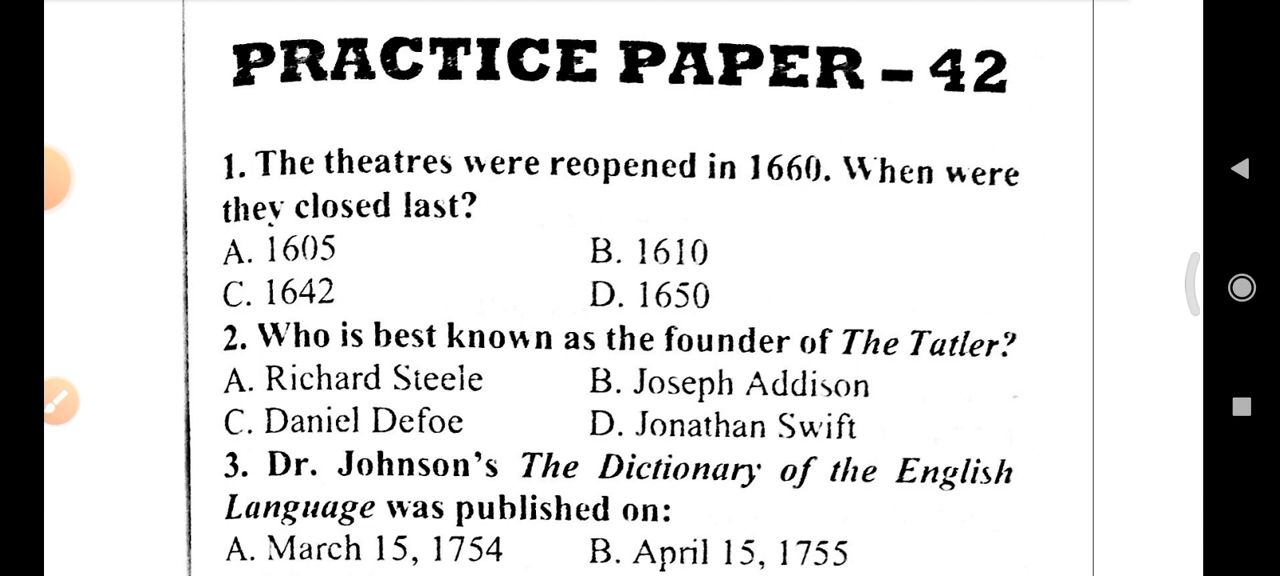 PRACTICE PAPER – 42
1. The theatres were reopened in 1660. When were
they closed last?
A. 1605 B. 1610
C. 1642 D. 1650
2. Who is best known as the founder of The Tatler?
A. Richard Steele B. Joseph Addison
C. Daniel Defoe D. Jonathan Swift
3. Dr. Johnson's The Dictionary of the English
Language was published on:
A. March 15, 1754 B. April 15, 1755